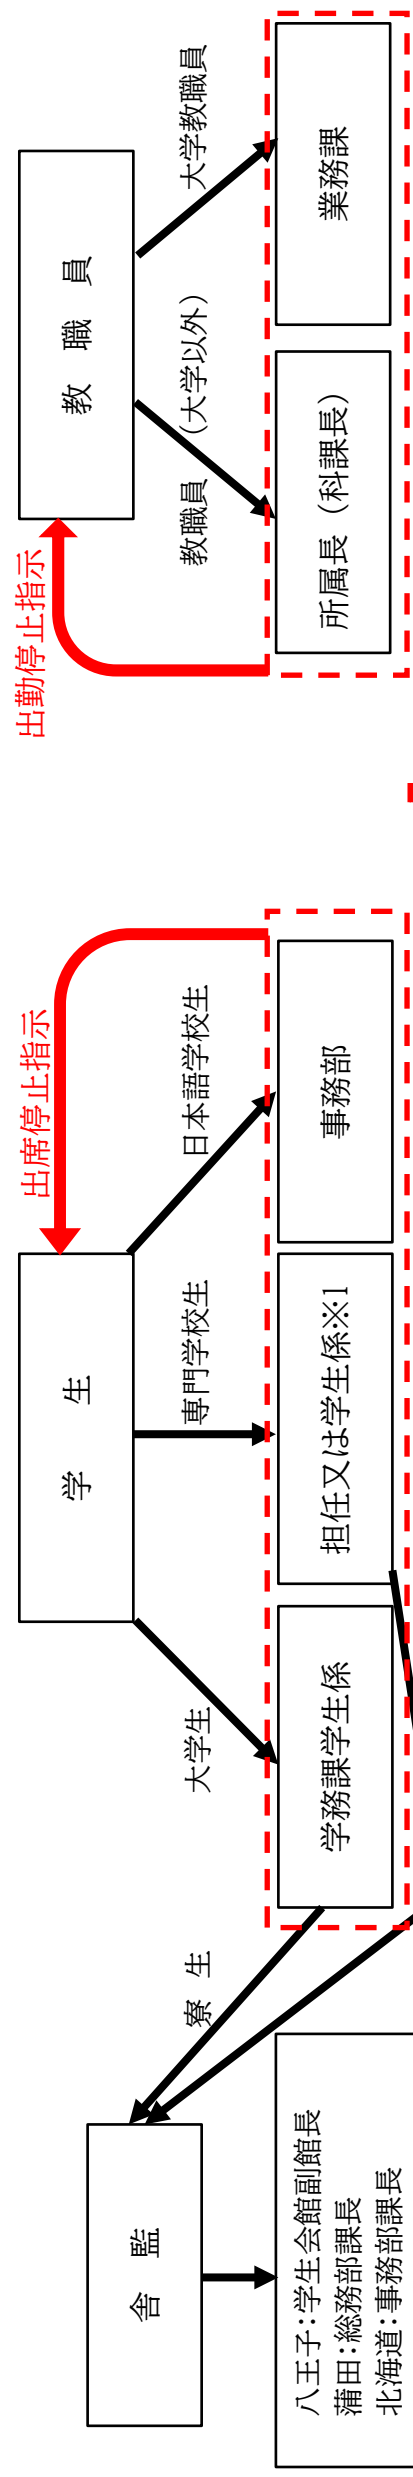 舎　監
寮　生
八王子：学生会館副館長
蒲田：総務部課長
北海道：事務部課長
学　生
出席停止指示
大学生
専門学校生
日本語学校生
学務課学生係
担任又は学生係※1
事務部
教　職　員
出勤停止指示
教職員　（大学以外）
大学教職員
所属長（科課長）
業務課